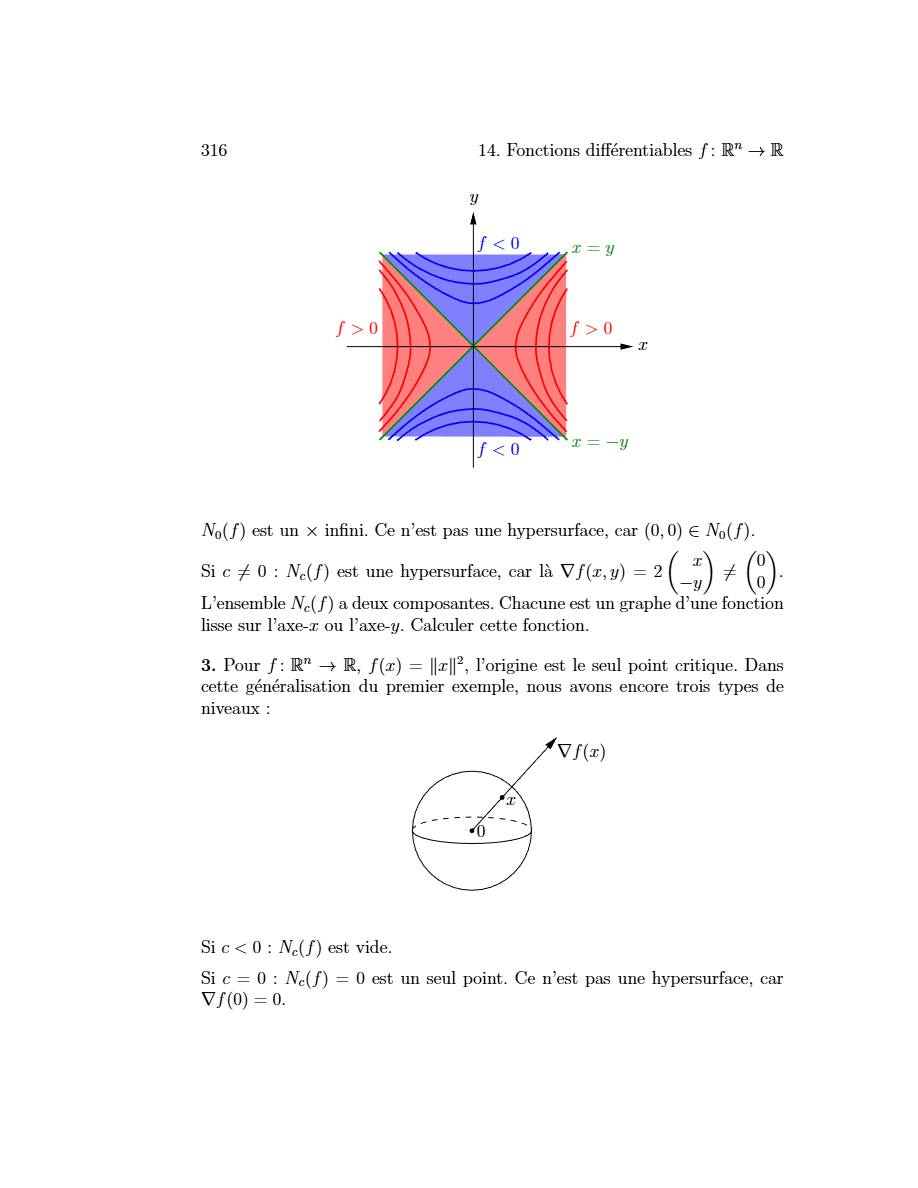 316 14. Fonctions différentiables f : ℝⁿ → ℝ
y
f < 0
x = y
f > 0
f > 0
x
f < 0
x = −y
N₀(f) est un × infini. Ce n'est pas une hypersurface, car (0, 0) ∈ N₀(f).
Si c ≠ 0 : N_c(f) est une hypersurface, car là ∇f(x, y) = 2 (x −y) ≠ (0 0).
L'ensemble N_c(f) a deux composantes. Chacune est un graphe d'une fonction
lisse sur l'axe-x ou l'axe-y. Calculer cette fonction.
3. Pour f : ℝⁿ → ℝ, f(x) = ‖x‖², l'origine est le seul point critique. Dans
cette généralisation du premier exemple, nous avons encore trois types de
niveaux :
∇f(x)
x
0
Si c < 0 : N_c(f) est vide.
Si c = 0 : N_c(f) = 0 est un seul point. Ce n'est pas une hypersurface, car
∇f(0) = 0.